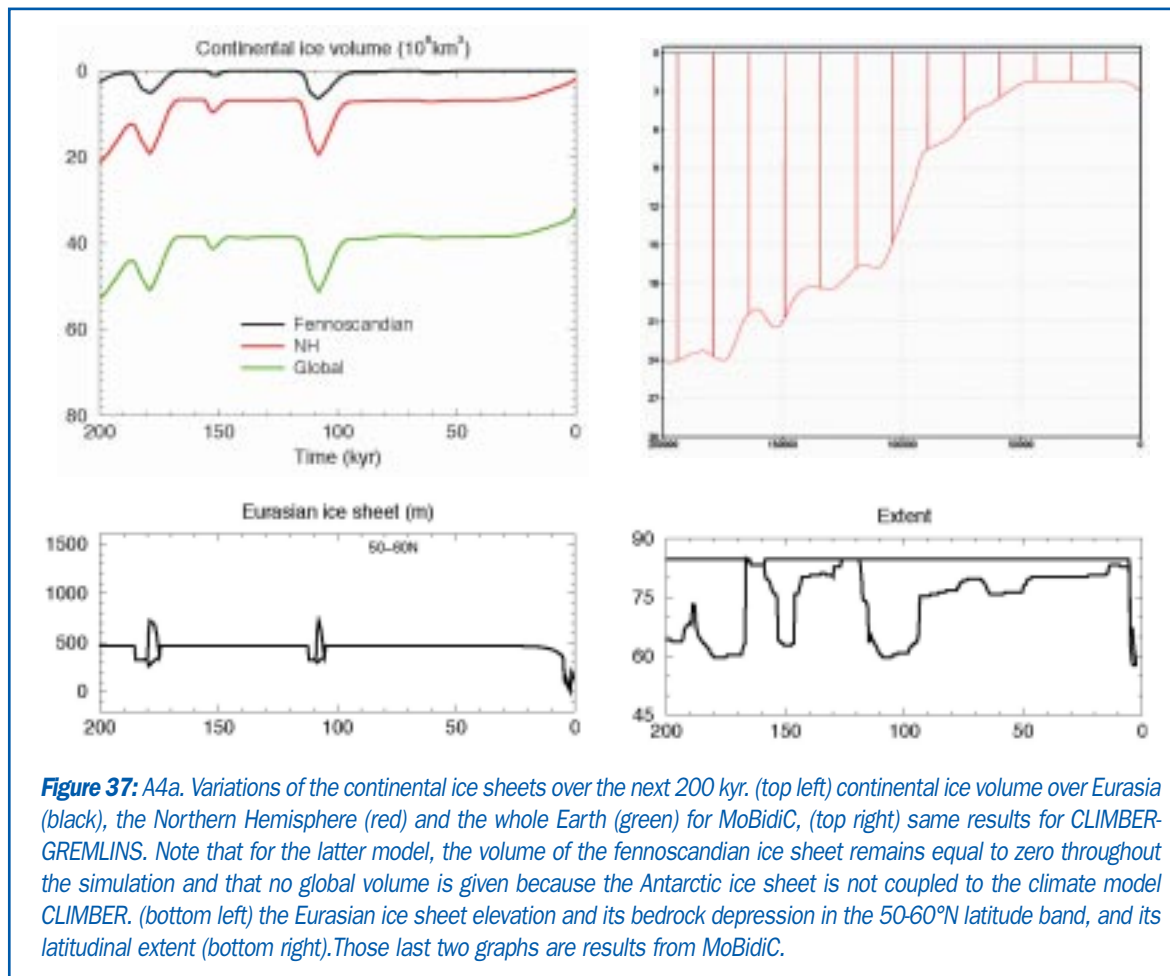 Continental ice volume (10⁶km³)
0
20
40
60
80
Fennoscandian
NH
Global
200 150 100 50 0
Time (kyr)
0
12
21
24
27
0
Eurasian ice sheet (m)
50–60N
1500
1000
500
0
200 150 100 50 0
Extent
90
75
60
45
200 150 100 50 0
Figure 37: A4a. Variations of the continental ice sheets over the next 200 kyr. (top left) continental ice volume over Eurasia
(black), the Northern Hemisphere (red) and the whole Earth (green) for MoBidiC, (top right) same results for CLIMBER-
GREMLINS. Note that for the latter model, the volume of the fennoscandian ice sheet remains equal to zero throughout
the simulation and that no global volume is given because the Antarctic ice sheet is not coupled to the climate model
CLIMBER. (bottom left) the Eurasian ice sheet elevation and its bedrock depression in the 50-60°N latitude band, and its
latitudinal extent (bottom right).Those last two graphs are results from MoBidiC.